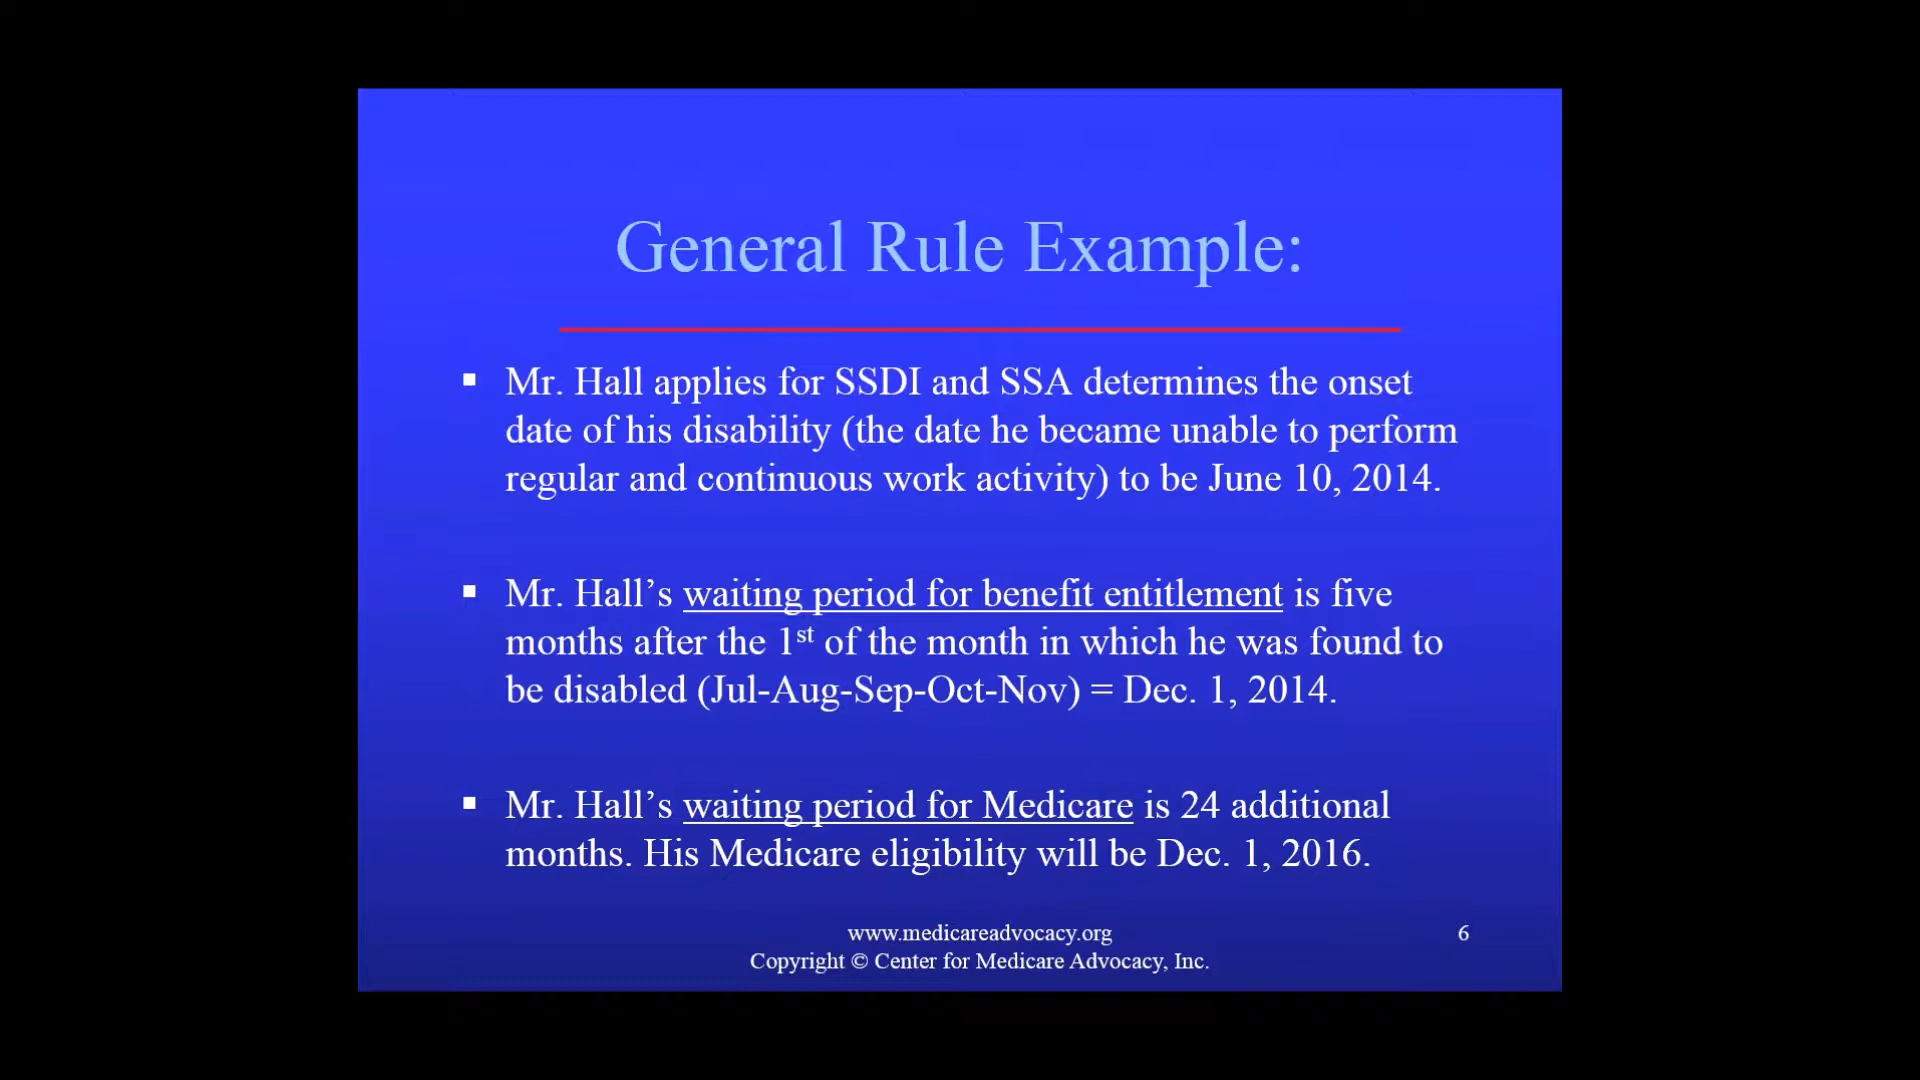 General Rule Example:
▪ Mr. Hall applies for SSDI and SSA determines the onset
date of his disability (the date he became unable to perform
regular and continuous work activity) to be June 10, 2014.
▪ Mr. Hall’s waiting period for benefit entitlement is five
months after the 1st of the month in which he was found to
be disabled (Jul-Aug-Sep-Oct-Nov) = Dec. 1, 2014.
▪ Mr. Hall’s waiting period for Medicare is 24 additional
months. His Medicare eligibility will be Dec. 1, 2016.
www.medicareadvocacy.org
6
Copyright © Center for Medicare Advocacy, Inc.